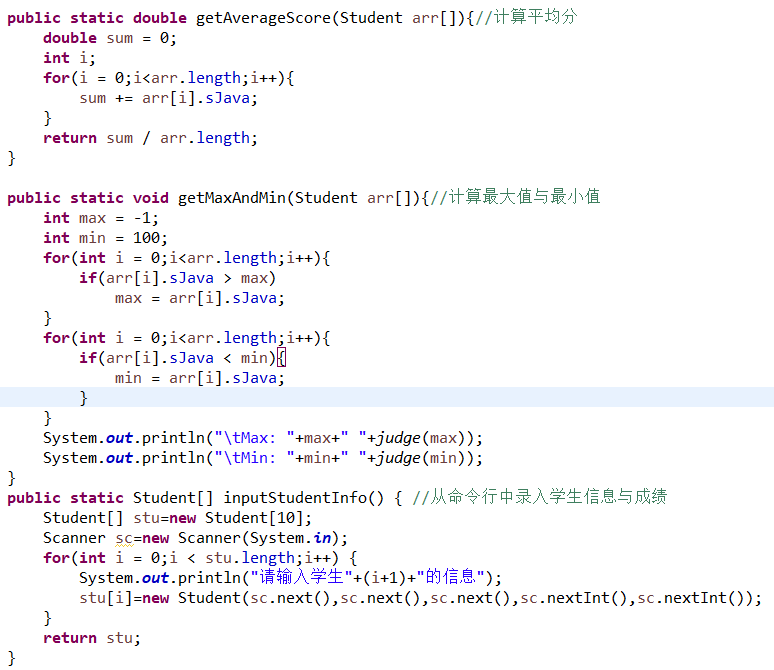 public static double getAverageScore(Student arr[]){//计算平均分
    double sum = 0;
    int i;
    for(i = 0;i<arr.length;i++){
        sum += arr[i].sJava;
    }
    return sum / arr.length;
}

public static void getMaxAndMin(Student arr[]){//计算最大值与最小值
    int max = -1;
    int min = 100;
    for(int i = 0;i<arr.length;i++){
        if(arr[i].sJava > max)
            max = arr[i].sJava;
    }
    for(int i = 0;i<arr.length;i++){
        if(arr[i].sJava < min){
            min = arr[i].sJava;
        }
    }
    System.out.println("\tMax: "+max+" "+judge(max));
    System.out.println("\tMin: "+min+" "+judge(min));
}
public static Student[] inputStudentInfo() { //从命令行中录入学生信息与成绩
    Student[] stu=new Student[10];
    Scanner sc=new Scanner(System.in);
    for(int i = 0;i < stu.length;i++) {
        System.out.println("请输入学生"+(i+1)+"的信息");
        stu[i]=new Student(sc.next(),sc.next(),sc.next(),sc.nextInt(),sc.nextInt());
    }
    return stu;
}